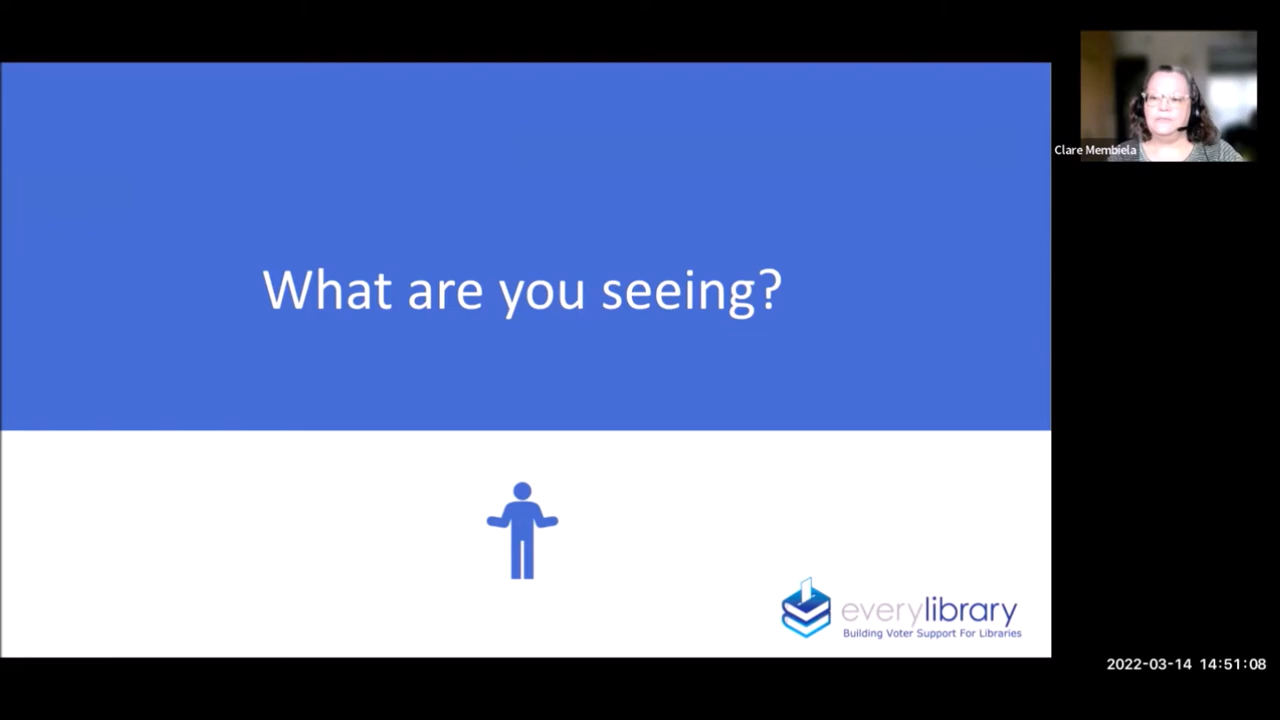 Clare Membiela
What are you seeing?
everylibrary
Building Voter Support For Libraries
2022-03-14 14:51:08